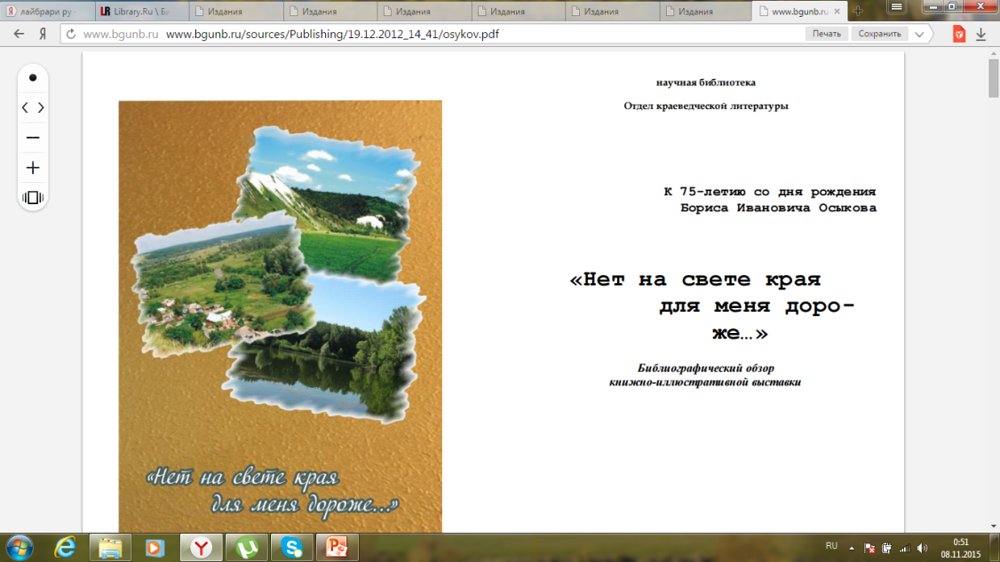 лайбрари ру -
Library.Ru \ Би
Издания
Издания
Издания
Издания
Издания
Издания
www.bgunb.ru
www.bgunb.ru www.bgunb.ru/sources/Publishing/19.12.2012_14_41/osykov.pdf
Печать
Сохранить
научная библиотека
Отдел краеведческой литературы
К 75-летию со дня рождения
Бориса Ивановича Осыкова
«Нет на свете края
для меня доро-
же…»
Библиографический обзор
книжно-иллюстративной выставки
«Нет на свете края
для меня дороже...»
RU
0:51
08.11.2015